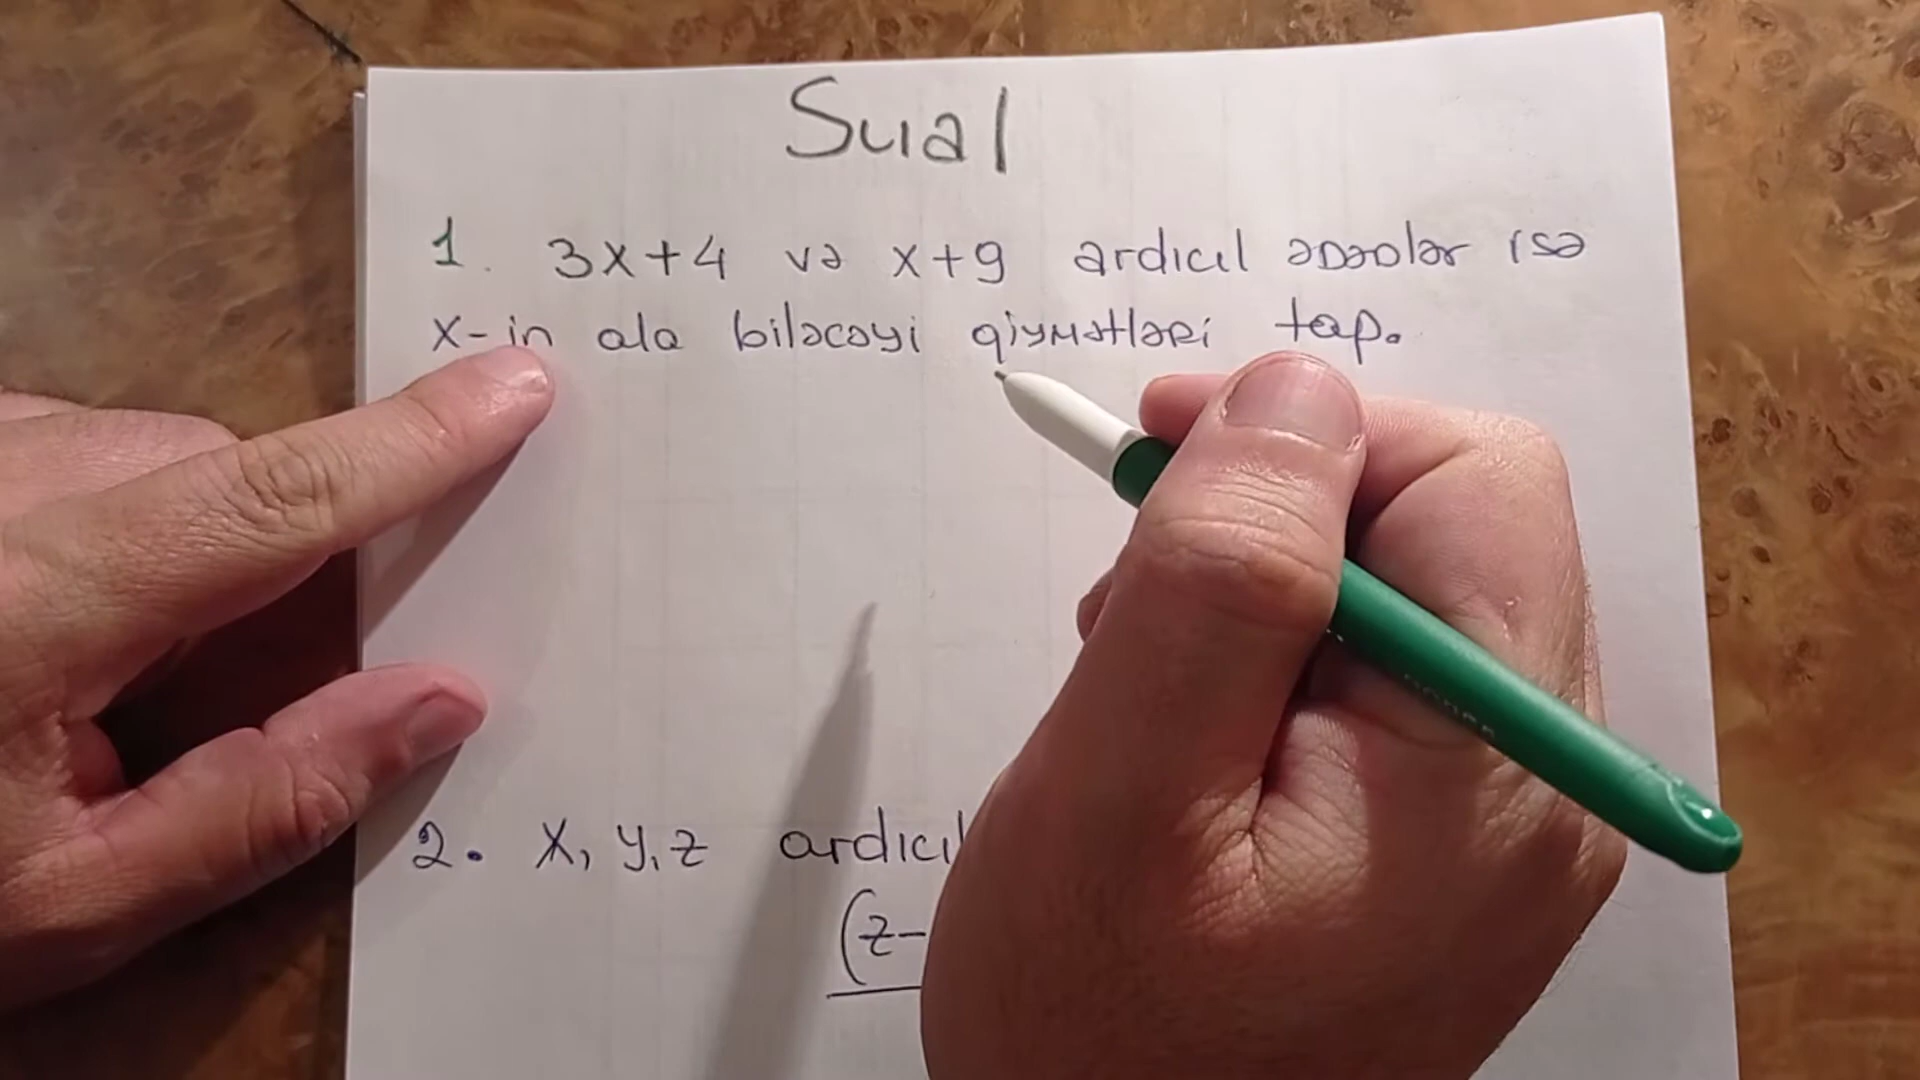 Sual
1. 3x+4 və x+9 ardıcıl ədədlər isə
x-in ala biləcəyi qiymətləri tap.
2. x, y, z ardıcıl
(z-